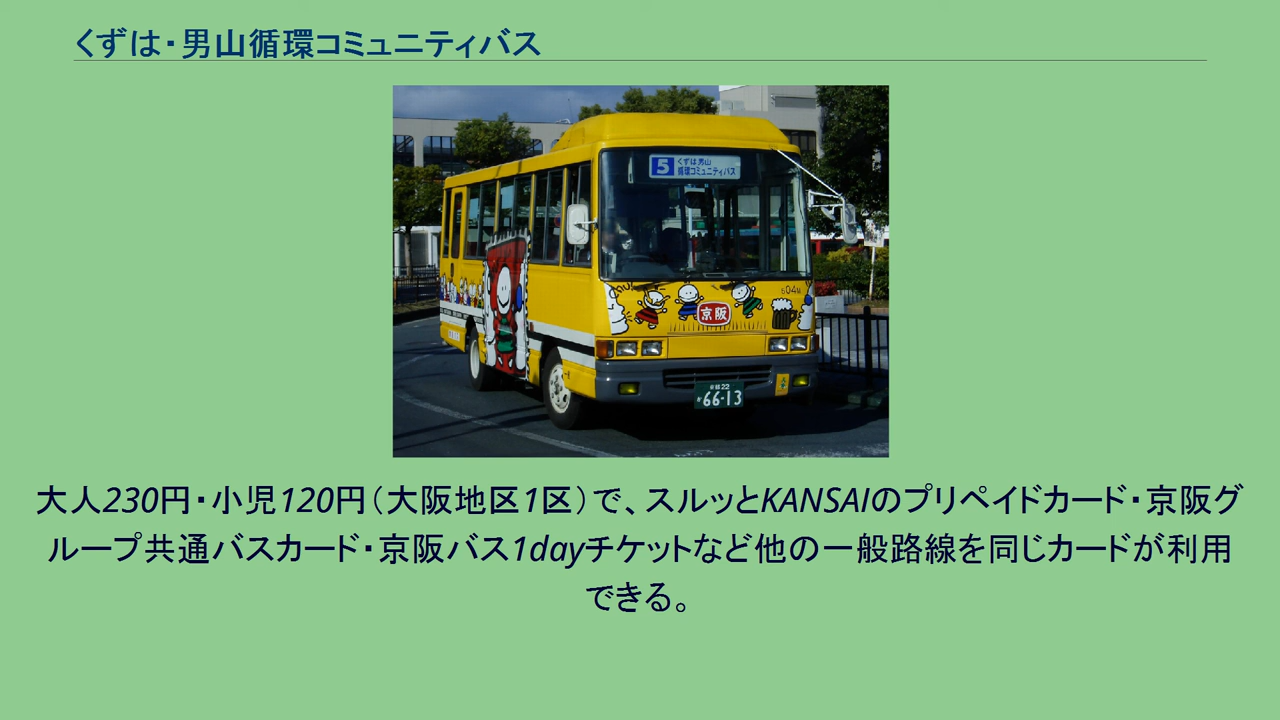 くずは・男山循環コミュニティバス
5 くずは男山
循環コミュニティバス
京阪
66-13
大人230円・小児120円（大阪地区1区）で、スルッとKANSAIのプリペイドカード・京阪グ
ループ共通バスカード・京阪バス1dayチケットなど他の一般路線を同じカードが利用
できる。